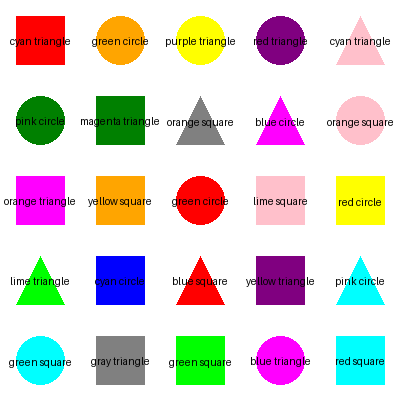 cyan triangle green circle purple triangle red triangle cyan triangle
pink circle magenta triangle orange square blue circle orange square
orange triangle yellow square green circle lime square red circle
lime triangle cyan circle blue square yellow triangle pink circle
green square gray triangle green square blue triangle red square